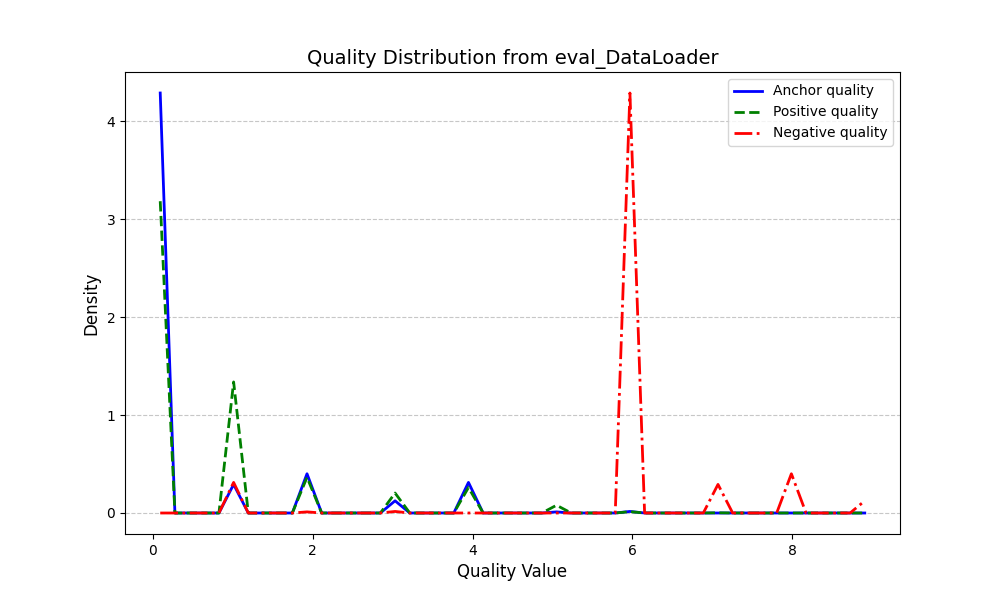 Quality Distribution from eval_DataLoader
Anchor quality
Positive quality
Negative quality
4
3
2
1
0
Density
0 2 4 6 8
Quality Value